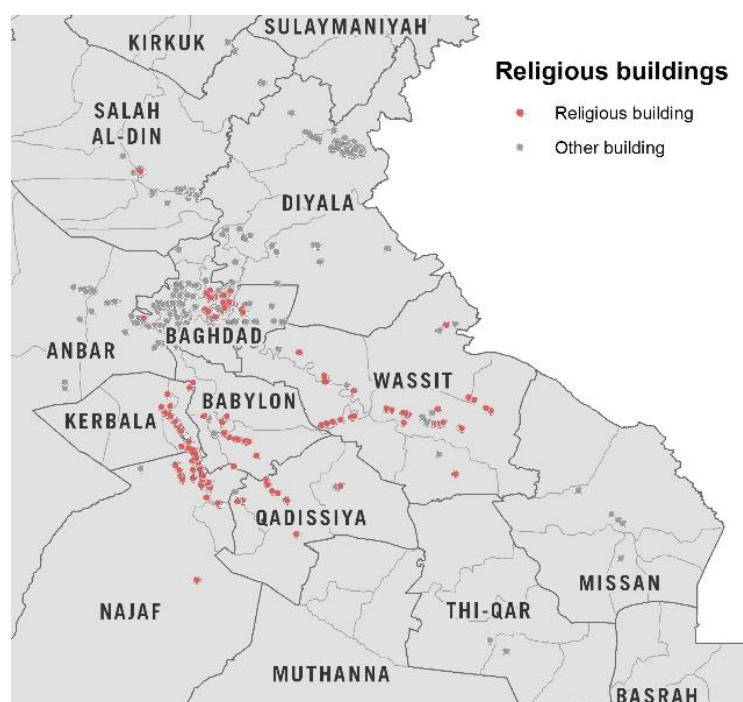 SULAYMANIYAH
KIRKUK
Religious buildings
Religious building
Other building
SALAH
AL-DIN
DIYALA
BAGHDAD
ANBAR
WASSIT
BABYLON
KERBALA
QADISSIYA
MISSAN
NAJAF
THI-QAR
MUTHANNA
BASRAH